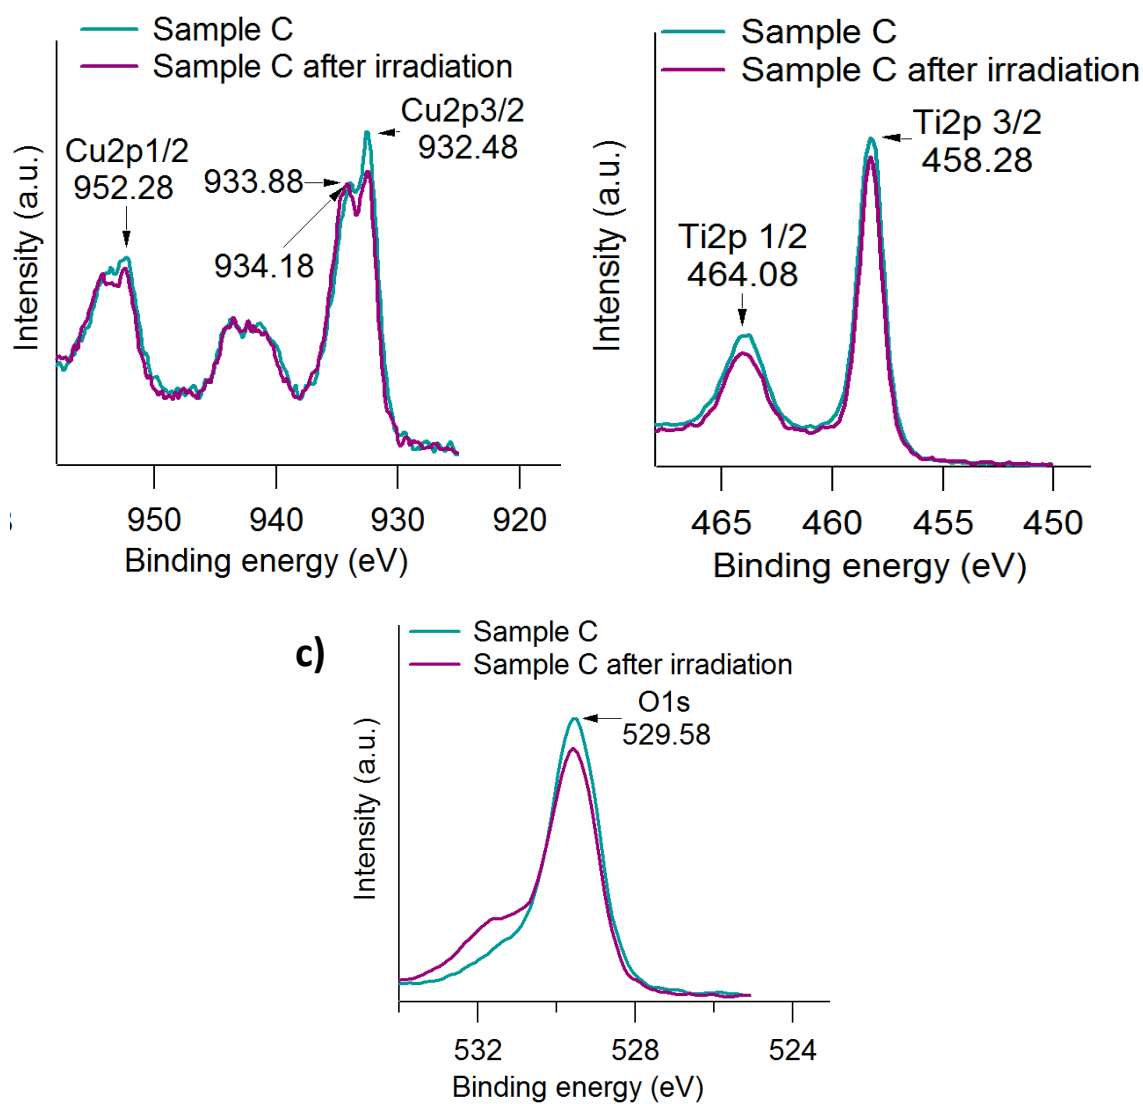 Sample C
Sample C after irradiation
Cu2p3/2
932.48
Cu2p1/2
952.28
933.88
934.18
Intensity (a.u.)
950
940
930
920
Binding energy (eV)
Sample C
Sample C after irradiation
Ti2p 3/2
458.28
Ti2p 1/2
464.08
Intensity (a.u.)
465
460
455
450
Binding energy (eV)
c)
Sample C
Sample C after irradiation
O1s
529.58
Intensity (a.u.)
532
528
524
Binding energy (eV)